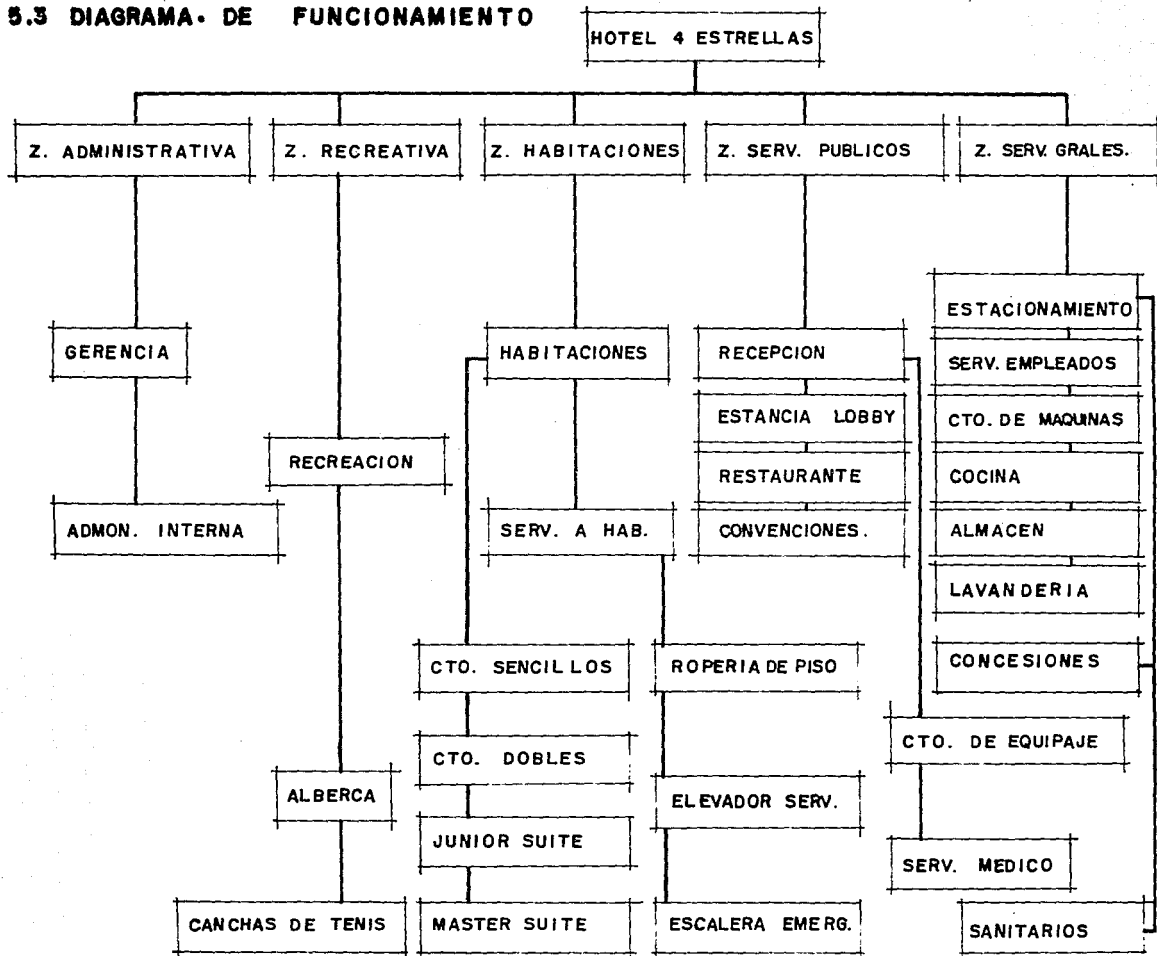 5.3 DIAGRAMA. DE FUNCIONAMIENTO
HOTEL 4 ESTRELLAS
Z. ADMINISTRATIVA
Z. RECREATIVA
Z. HABITACIONES
Z. SERV. PUBLICOS
Z. SERV. GRALES.
GERENCIA
ADMON. INTERNA
RECREACION
ALBERCA
CANCHAS DE TENIS
HABITACIONES
SERV. A HAB.
CTO. SENCILLOS
CTO. DOBLES
JUNIOR SUITE
MASTER SUITE
ROPERIA DE PISO
ELEVADOR SERV.
ESCALERA EMERG.
RECEPCION
ESTANCIA LOBBY
RESTAURANTE
CONVENCIONES.
CTO. DE EQUIPAJE
SERV. MEDICO
ESTACIONAMIENTO
SERV. EMPLEADOS
CTO. DE MAQUINAS
COCINA
ALMACEN
LAVANDERIA
CONCESIONES
SANITARIOS